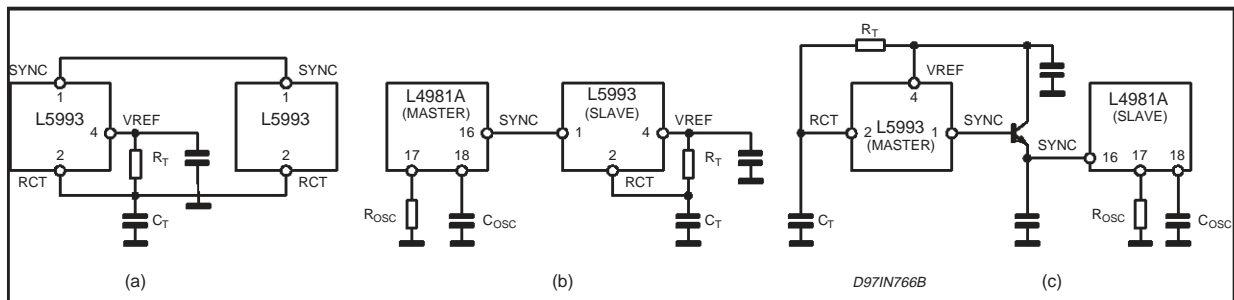 SYNC
SYNC
1
1
L5993
L5993
4
VREF
2
2
RCT
RCT
RT
CT
(a)
L4981A
(MASTER)
16
17
18
SYNC
ROSC
COSC
L5993
(SLAVE)
1
4
2
VREF
RT
RCT
CT
(b)
RT
VREF
4
RCT
2
L5993
(MASTER)
1
SYNC
CT
SYNC
L4981A
(SLAVE)
16
17
18
ROSC
COSC
D97IN766B
(c)